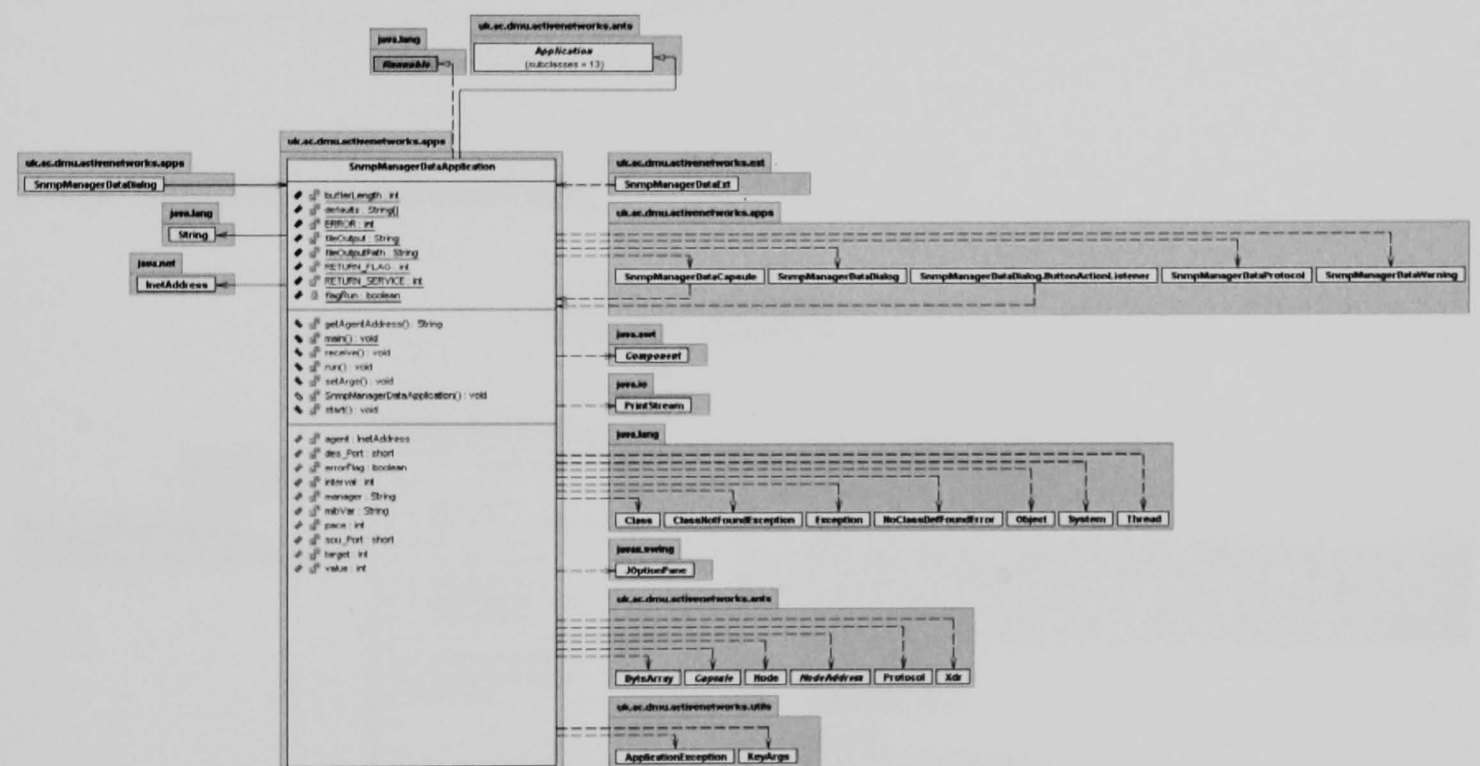 uk.ac.dmu.activenetworks.ants
java.lang
Application
(subclasses = 13)
Runnable
uk.ac.dmu.activenetworks.apps
SnmpManagerDataApplication
uk.ac.dmu.activenetworks.apps
SnmpManagerDataDialog
java.lang
String
java.net
InetAddress
bufferLength : int
defaults : String[]
ERROR : int
fileOutput : String
fileOutputPath : String
RETURN_FLAG : int
RETURN_SERVICE : int
flagRun : boolean
getAgentAddress() : String
main() : void
receive() : void
run() : void
setArgs() : void
SnmpManagerDataApplication() : void
start() : void
agent : InetAddress
des_Port : short
errorFlag : boolean
interval : int
manager : String
mibVar : String
pace : int
sou_Port : short
target : int
value : int
uk.ac.dmu.activenetworks.ext
SnmpManagerDataExt
uk.ac.dmu.activenetworks.apps
SnmpManagerDataCapsule SnmpManagerDataDialog SnmpManagerDataDialog.ButtonActionListener SnmpManagerDataProtocol SnmpManagerDataWarning
java.awt
Component
java.io
PrintStream
java.lang
Class ClassNotFoundException Exception NoClassDefFoundError Object System Thread
javax.swing
JOptionPane
uk.ac.dmu.activenetworks.ants
ByteArray Capsule Node NodeAddress Protocol Xdr
uk.ac.dmu.activenetworks.utils
ApplicationException KeyArgs